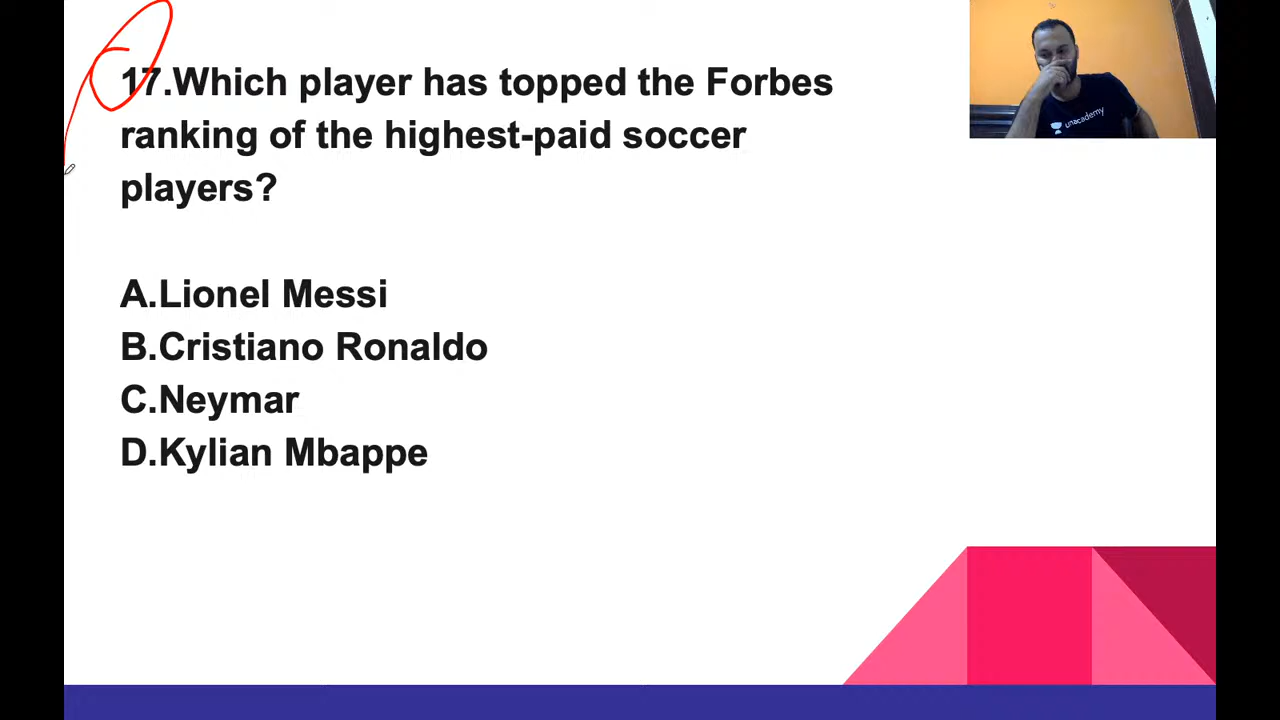 17.Which player has topped the Forbes
ranking of the highest-paid soccer
players?
A.Lionel Messi
B.Cristiano Ronaldo
C.Neymar
D.Kylian Mbappe
unacademy